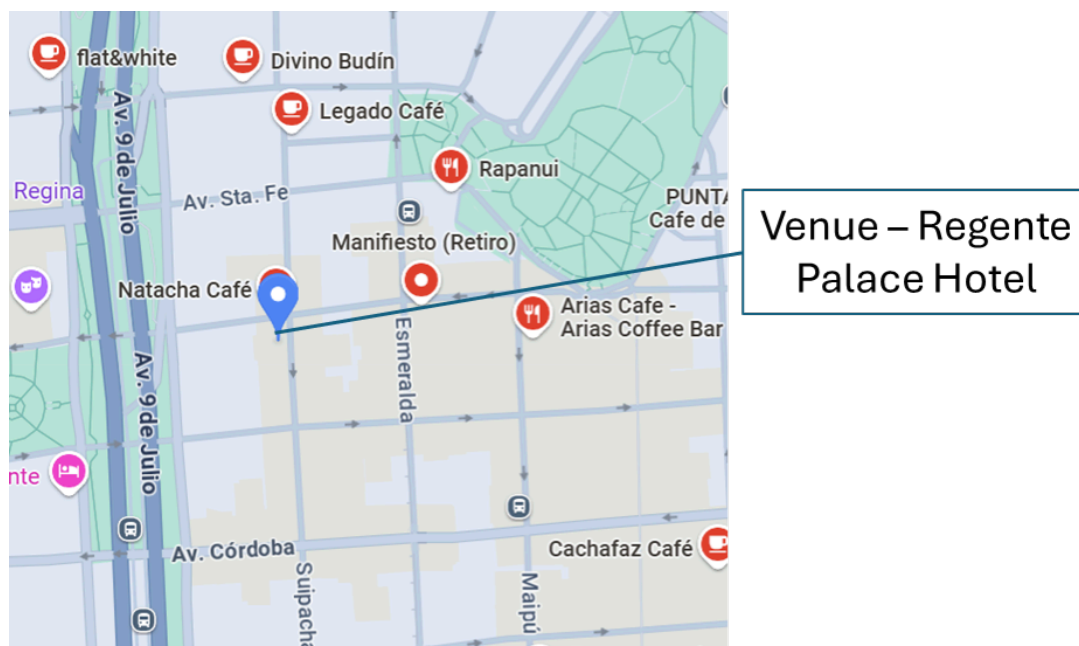 flat&white
Divino Budín
Legado Café
Av. 9 de Julio
Rapanui
Regina
Av. Sta. Fe
PUNTA
Cafe de
Manifiesto (Retiro)
Venue – Regente
Palace Hotel
Natacha Café
Arias Cafe -
Arias Coffee Bar
Esmeralda
Av. 9 de Julio
nte
Av. Córdoba
Cachafaz Café
Suipacha
Maipú